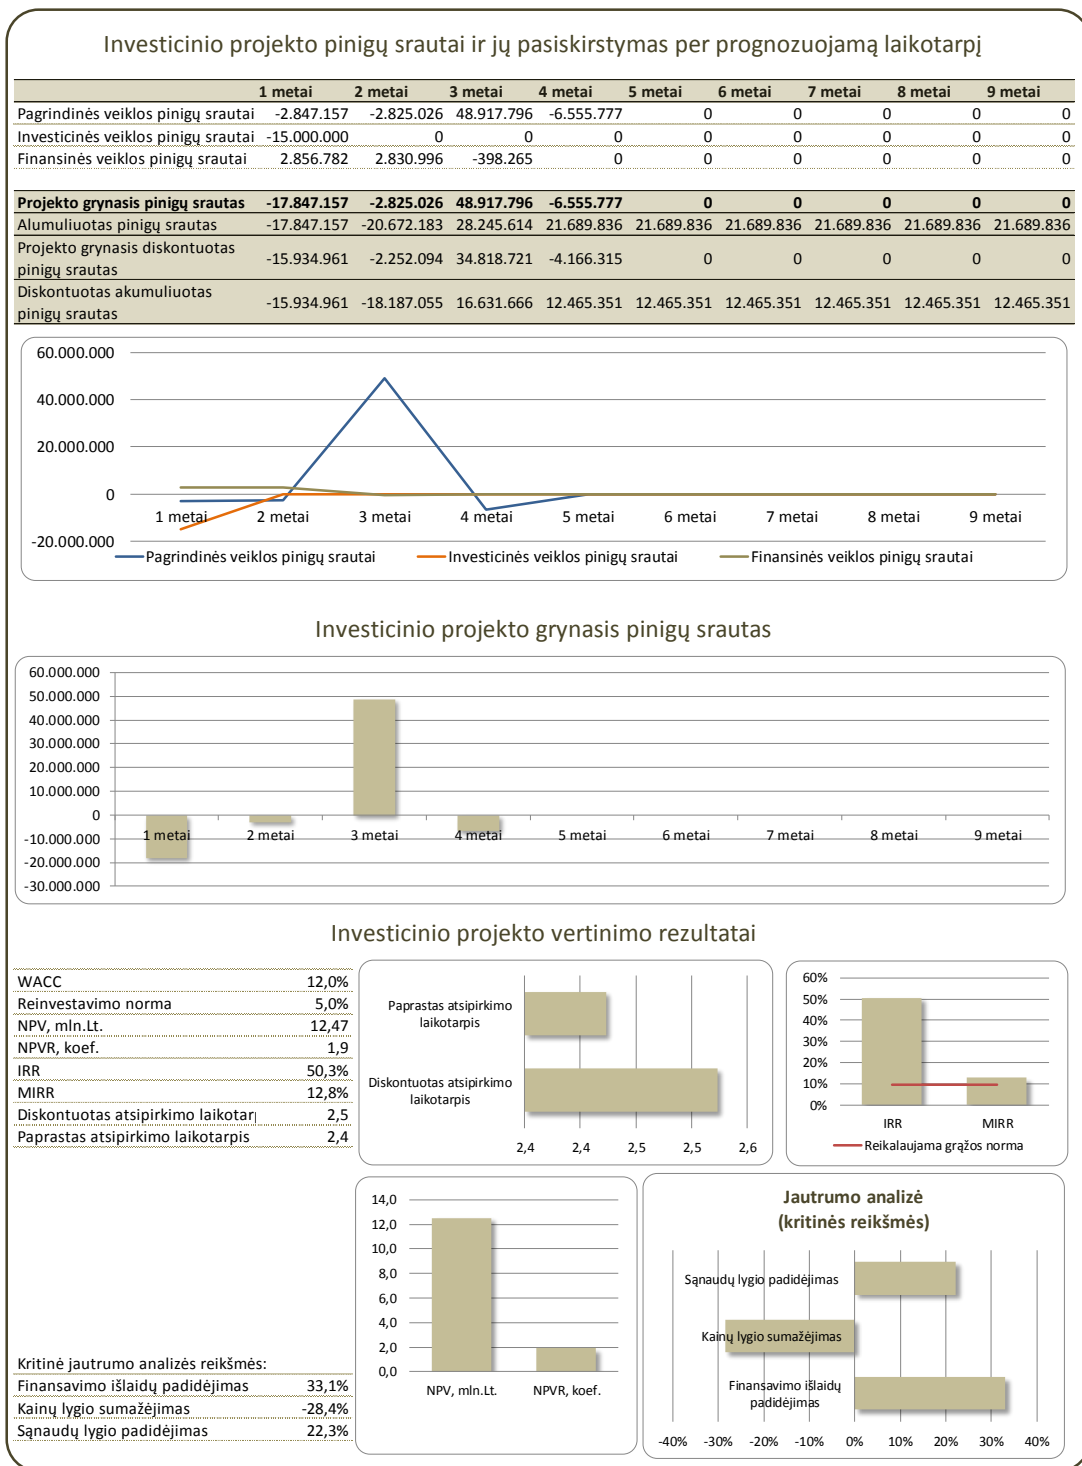 Investicinio projekto pinigų srautai ir jų pasiskirstymas per prognozuojamą laikotarpį
1 metai 2 metai 3 metai 4 metai 5 metai 6 metai 7 metai 8 metai 9 metai
Pagrindinės veiklos pinigų srautai -2.847.157 -2.825.026 48.917.796 -6.555.777 0 0 0 0 0
Investicinės veiklos pinigų srautai -15.000.000 0 0 0 0 0 0 0 0
Finansinės veiklos pinigų srautai 2.856.782 2.830.996 -398.265 0 0 0 0 0 0
Projekto grynasis pinigų srautas -17.847.157 -2.825.026 48.917.796 -6.555.777 0 0 0 0 0
Alumuliuotas pinigų srautas -17.847.157 -20.672.183 28.245.614 21.689.836 21.689.836 21.689.836 21.689.836 21.689.836 21.689.836
Projekto grynasis diskontuotas
pinigų srautas -15.934.961 -2.252.094 34.818.721 -4.166.315 0 0 0 0 0
Diskontuotas akumuliuotas
pinigų srautas -15.934.961 -18.187.055 16.631.666 12.465.351 12.465.351 12.465.351 12.465.351 12.465.351 12.465.351
60.000.000
40.000.000
20.000.000
0
-20.000.000
1 metai 2 metai 3 metai 4 metai 5 metai 6 metai 7 metai 8 metai 9 metai
Pagrindinės veiklos pinigų srautai Investicinės veiklos pinigų srautai Finansinės veiklos pinigų srautai
Investicinio projekto grynasis pinigų srautas
60.000.000
50.000.000
40.000.000
30.000.000
20.000.000
10.000.000
0
-10.000.000
-20.000.000
-30.000.000
1 metai 2 metai 3 metai 4 metai 5 metai 6 metai 7 metai 8 metai 9 metai
Investicinio projekto vertinimo rezultatai
WACC 12,0%
Reinvestavimo norma 5,0%
NPV, mln.Lt. 12,47
NPVR, koef. 1,9
IRR 50,3%
MIRR 12,8%
Diskontuotas atsipirkimo laikotarp 2,5
Paprastas atsipirkimo laikotarpis 2,4
Paprastas atsipirkimo
laikotarpis
Diskontuotas atsipirkimo
laikotarpis
2,4 2,4 2,5 2,5 2,6
60%
50%
40%
30%
20%
10%
0%
IRR MIRR
Reikalaujama grąžos norma
14,0
12,0
10,0
8,0
6,0
4,0
2,0
0,0
NPV, mln.Lt. NPVR, koef.
Jautrumo analizė
(kritinės reikšmės)
Sąnaudų lygio padidėjimas
Kainų lygio sumažėjimas
Finansavimo išlaidų
padidėjimas
-40% -30% -20% -10% 0% 10% 20% 30% 40%
Kritinė jautrumo analizės reikšmės:
Finansavimo išlaidų padidėjimas 33,1%
Kainų lygio sumažėjimas -28,4%
Sąnaudų lygio padidėjimas 22,3%